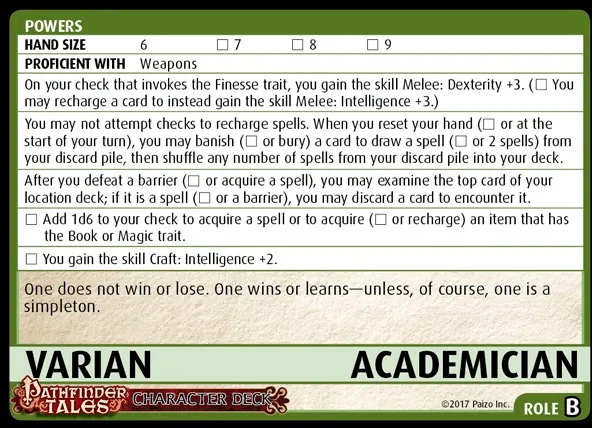 POWERS
HAND SIZE 6 ☐ 7 ☐ 8 ☐ 9
PROFICIENT WITH Weapons
On your check that invokes the Finesse trait, you gain the skill Melee: Dexterity +3. (☐ You
may recharge a card to instead gain the skill Melee: Intelligence +3.)
You may not attempt checks to recharge spells. When you reset your hand (☐ or at the
start of your turn), you may banish (☐ or bury) a card to draw a spell (☐ or 2 spells) from
your discard pile, then shuffle any number of spells from your discard pile into your deck.
After you defeat a barrier (☐ or acquire a spell), you may examine the top card of your
location deck; if it is a spell (☐ or a barrier), you may discard a card to encounter it.
☐ Add 1d6 to your check to acquire a spell or to acquire (☐ or recharge) an item that has
the Book or Magic trait.
☐ You gain the skill Craft: Intelligence +2.
One does not win or lose. One wins or learns—unless, of course, one is a
simpleton.
VARIAN ACADEMICIAN
PATHFINDER
TALES CHARACTER DECK
©2017 Paizo Inc. ROLE B